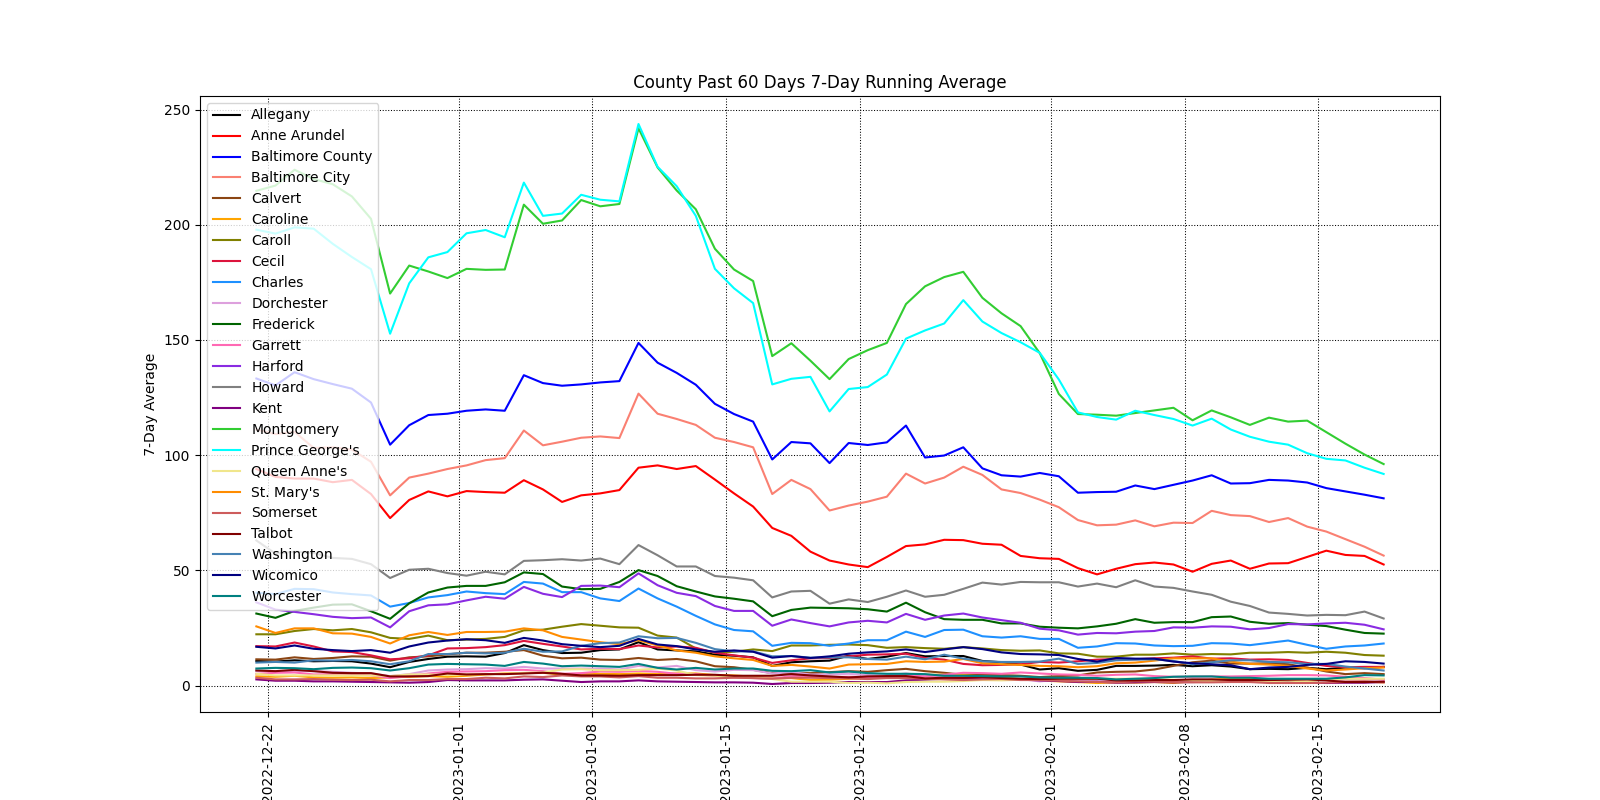 County Past 60 Days 7-Day Running Average
250
200
150
100
50
0
7-Day Average
Allegany
Anne Arundel
Baltimore County
Baltimore City
Calvert
Caroline
Caroll
Cecil
Charles
Dorchester
Frederick
Garrett
Harford
Howard
Kent
Montgomery
Prince George's
Queen Anne's
St. Mary's
Somerset
Talbot
Washington
Wicomico
Worcester
2022-12-22
2023-01-01
2023-01-08
2023-01-15
2023-01-22
2023-02-01
2023-02-08
2023-02-15